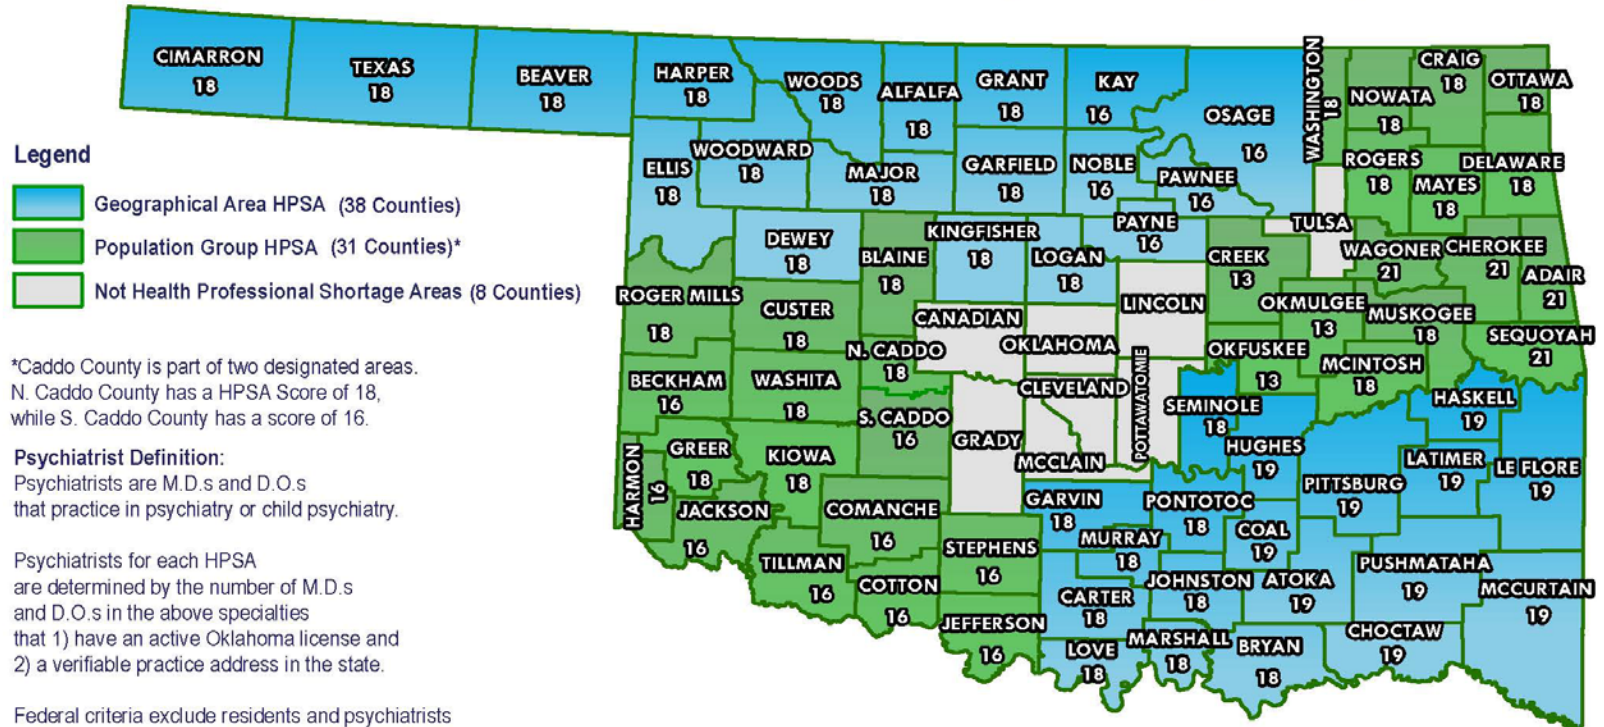 CIMARRON
18
TEXAS
18
BEAVER
18
HARPER
18
WOODS
18
ALFALFA
18
GRANT
18
KAY
16
OSAGE
16
WASHINGTON
18
NOWATA
18
CRAIG
18
OTTAWA
18
ELLIS
18
WOODWARD
18
MAJOR
18
GARFIELD
18
NOBLE
16
PAWNEE
16
ROGERS
18
MAYES
18
DELAWARE
18
Legend
Geographical Area HPSA (38 Counties)
Population Group HPSA (31 Counties)*
Not Health Professional Shortage Areas (8 Counties)
DEWEY
18
BLAINE
18
KINGFISHER
18
LOGAN
18
PAYNE
16
CREEK
13
TULSA
WAGONER
21
CHEROKEE
21
ADAIR
21
ROGER MILLS
18
CUSTER
18
CANADIAN
OKLAHOMA
LINCOLN
OKMULGEE
13
MUSKOGEE
18
SEQUOYAH
21
*Caddo County is part of two designated areas.
N. Caddo County has a HPSA Score of 18,
while S. Caddo County has a score of 16.
BECKHAM
16
WASHITA
18
N. CADDO
18
S. CADDO
16
GRADY
CLEVELAND
MCCLAIN
POTTAWATOMIE
OKFUSKEE
13
MCINTOSH
18
SEMINOLE
18
HUGHES
19
HASKELL
19
PITTSBURG
19
LATIMER
19
LE FLORE
19
Psychiatrist Definition:
Psychiatrists are M.D.s and D.O.s
that practice in psychiatry or child psychiatry.
HARMON
16
GREER
18
KIOWA
18
JACKSON
16
COMANCHE
16
TILLMAN
16
COTTON
16
STEPHENS
16
JEFFERSON
16
GARVIN
18
PONTOTOC
18
MURRAY
18
COAL
19
CARTER
18
JOHNSTON
18
ATOKA
19
PUSHMATAHA
19
MCCURTAIN
19
LOVE
18
MARSHALL
18
BRYAN
18
CHOCTAW
19
Psychiatrists for each HPSA
are determined by the number of M.D.s
and D.O.s in the above specialties
that 1) have an active Oklahoma license and
2) a verifiable practice address in the state.
Federal criteria exclude residents and psychiatrists